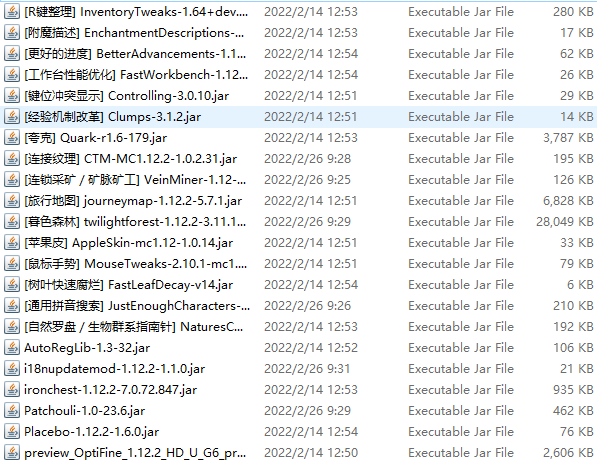 [R键整理] InventoryTweaks-1.64+dev.... 2022/2/14 12:53 Executable Jar File 280 KB
[附魔描述] EnchantmentDescriptions-... 2022/2/14 12:53 Executable Jar File 17 KB
[更好的进度] BetterAdvancements-1.1... 2022/2/14 12:54 Executable Jar File 62 KB
[工作台性能优化] FastWorkbench-1.12... 2022/2/14 12:54 Executable Jar File 26 KB
[键位冲突显示] Controlling-3.0.10.jar 2022/2/14 12:51 Executable Jar File 29 KB
[经验机制改革] Clumps-3.1.2.jar 2022/2/14 12:51 Executable Jar File 14 KB
[夸克] Quark-r1.6-179.jar 2022/2/14 12:53 Executable Jar File 3,787 KB
[连接纹理] CTM-MC1.12.2-1.0.2.31.jar 2022/2/26 9:28 Executable Jar File 195 KB
[连锁采矿 / 矿脉矿工] VeinMiner-1.12-... 2022/2/26 9:25 Executable Jar File 126 KB
[旅行地图] journeymap-1.12.2-5.7.1.jar 2022/2/14 12:51 Executable Jar File 6,828 KB
[暮色森林] twilightforest-1.12.2-3.11.1... 2022/2/26 9:29 Executable Jar File 28,049 KB
[苹果皮] AppleSkin-mc1.12-1.0.14.jar 2022/2/14 12:51 Executable Jar File 33 KB
[鼠标手势] MouseTweaks-2.10.1-mc1.... 2022/2/14 12:51 Executable Jar File 79 KB
[树叶快速腐烂] FastLeafDecay-v14.jar 2022/2/14 12:54 Executable Jar File 6 KB
[通用拼音搜索] JustEnoughCharacters-... 2022/2/26 9:26 Executable Jar File 210 KB
[自然罗盘 / 生物群系指南针] NaturesC... 2022/2/14 12:53 Executable Jar File 192 KB
AutoRegLib-1.3-32.jar 2022/2/14 12:52 Executable Jar File 106 KB
i18nupdatemod-1.12.2-1.1.0.jar 2022/2/26 9:31 Executable Jar File 21 KB
ironchest-1.12.2-7.0.72.847.jar 2022/2/14 12:53 Executable Jar File 935 KB
Patchouli-1.0-23.6.jar 2022/2/26 9:29 Executable Jar File 462 KB
Placebo-1.12.2-1.6.0.jar 2022/2/14 12:54 Executable Jar File 76 KB
preview_OptiFine_1.12.2_HD_U_G6_pr... 2022/2/14 12:50 Executable Jar File 2,606 KB